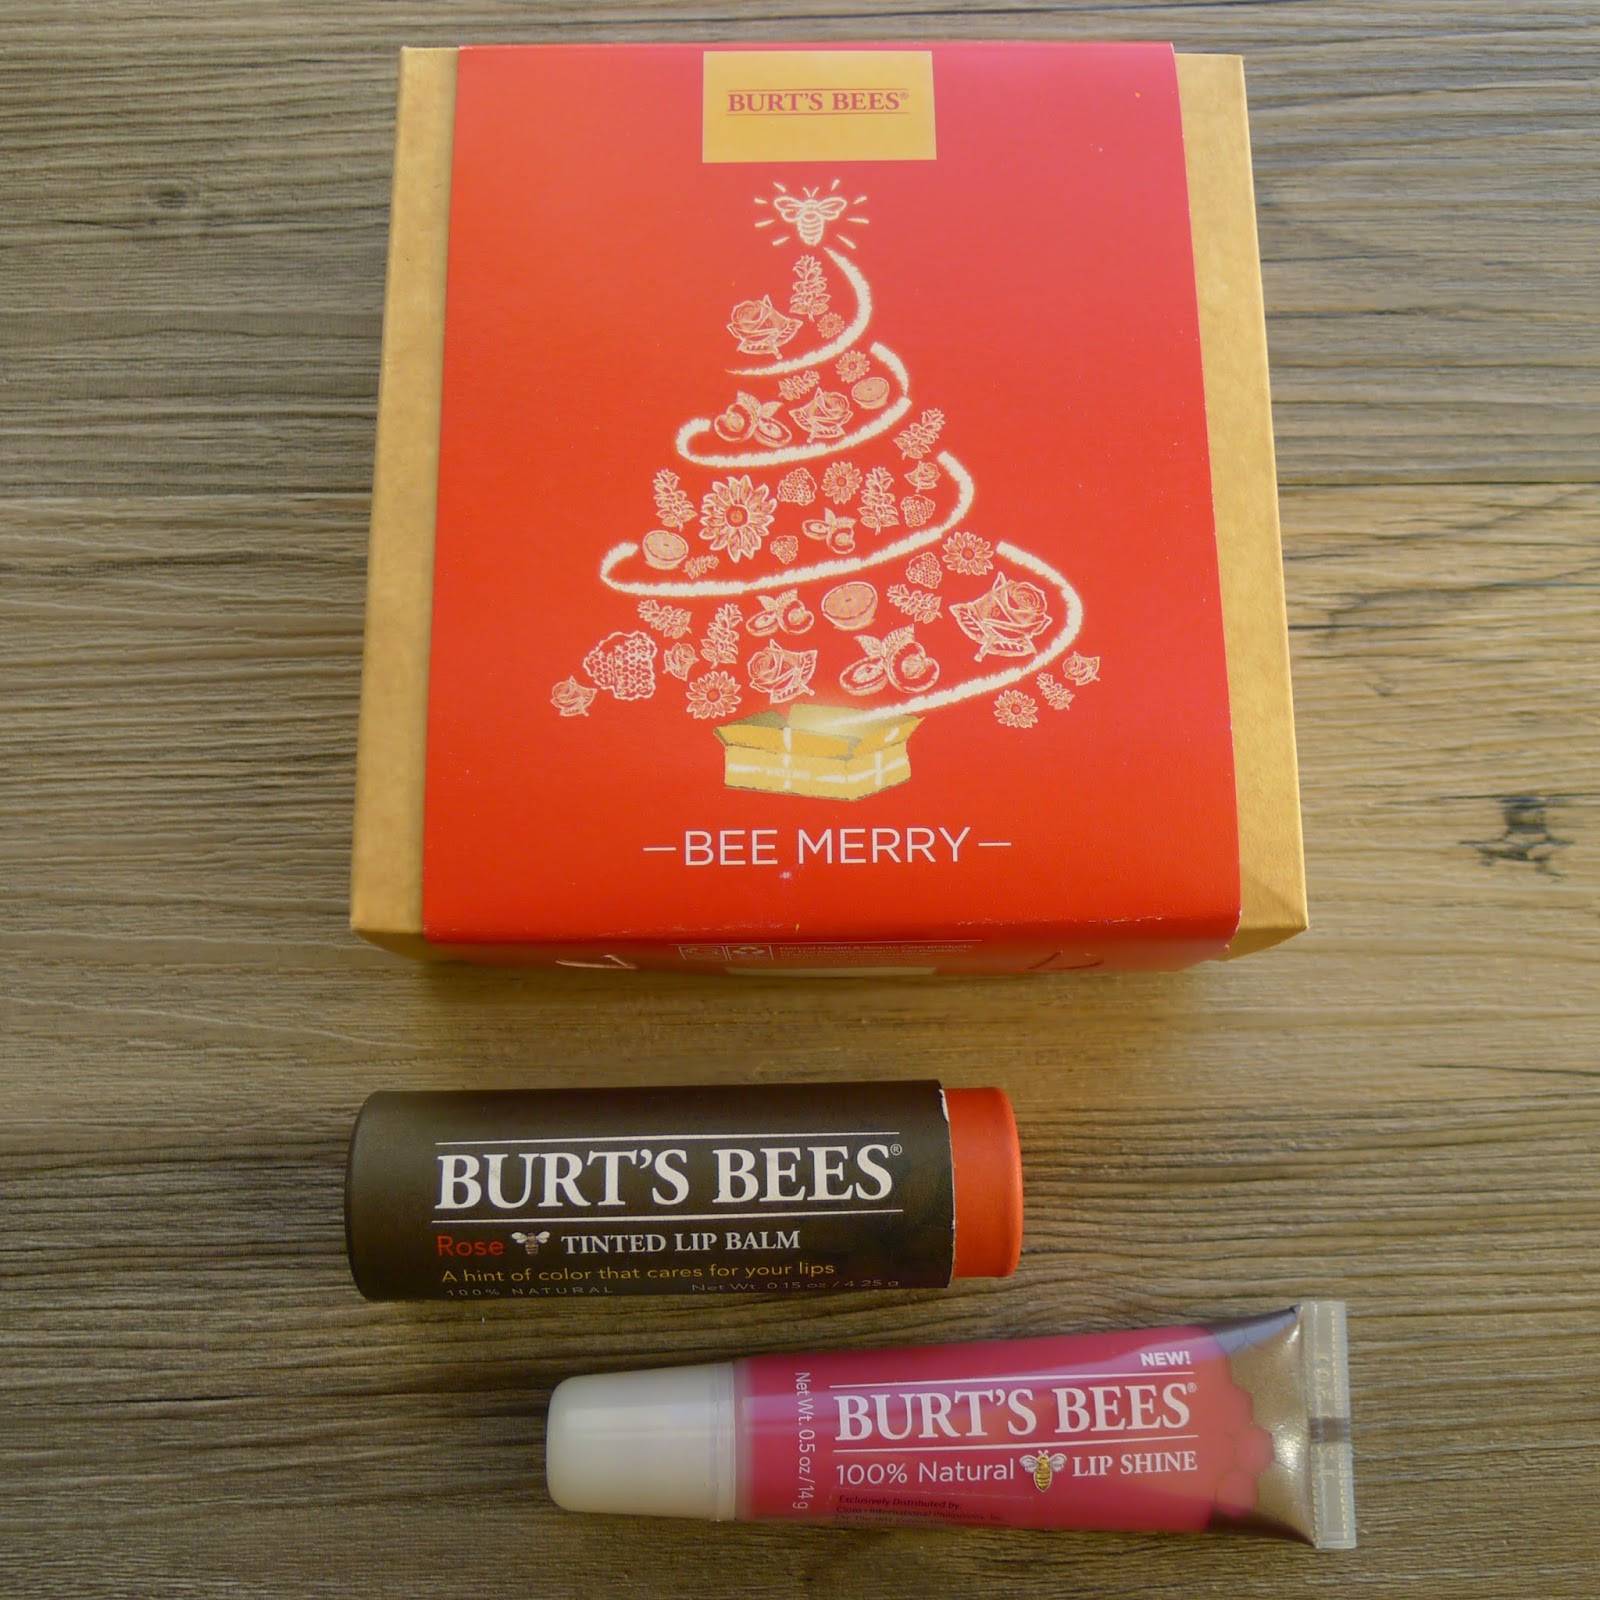 BURT'S BEES®
—BEE MERRY—
BURT'S BEES®
Rose TINTED LIP BALM
A hint of color that cares for your lips
100% NATURAL Net Wt. 0.15 oz / 4.25 g
NEW!
BURT'S BEES®
100% Natural LIP SHINE
Net Wt. 0.5 oz / 14 g
Exclusively Distributed by: